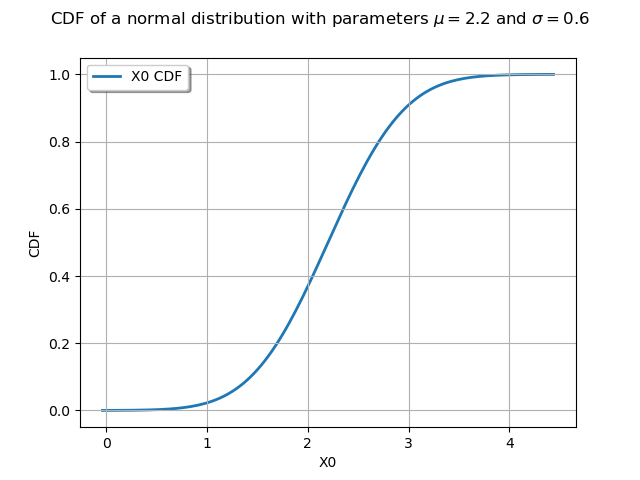 CDF of a normal distribution with parameters μ = 2.2 and σ = 0.6
X0 CDF
1.0
0.8
0.6
0.4
0.2
0.0
CDF
0 1 2 3 4
X0